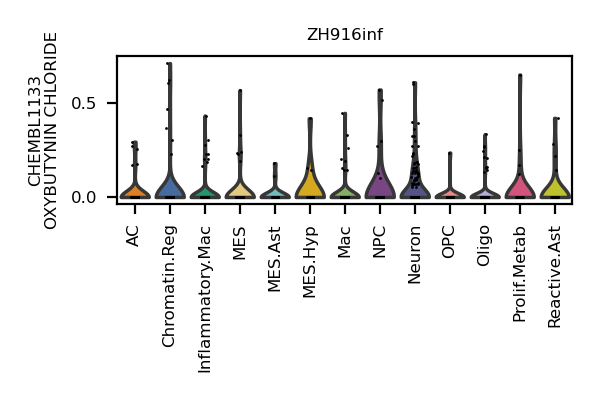 ZH916inf
CHEMBL1133
OXYBUTYNIN CHLORIDE
0.5
0.0
AC
Chromatin.Reg
Inflammatory.Mac
MES
MES.Ast
MES.Hyp
Mac
NPC
Neuron
OPC
Oligo
Prolif.Metab
Reactive.Ast